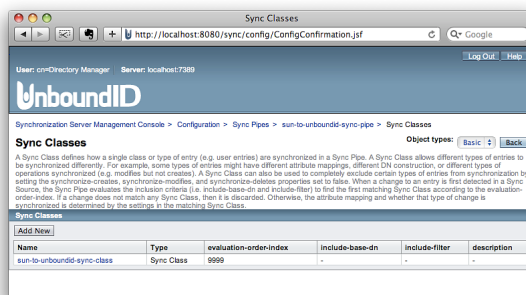 Sync Classes
http://localhost:8080/sync/config/ConfigConfirmation.jsf
Google
Log Out Help
User: cn=Directory Manager Server: localhost:7389
UnboundID
Synchronization Server Management Console > Configuration > Sync Pipes > sun-to-unboundid-sync-pipe > Sync Classes
Sync Classes
Object types: Basic Back
A Sync Class defines how a single class or type of entry (e.g. user entries) are synchronized in a Sync Pipe. A Sync Class allows different types of entries to
be synchronized differently. For example, some types of entries might have different attribute mappings, different DN construction, or different types of
operations synchronized (e.g. modifies but not creates). A Sync Class can also be used to completely exclude certain types of entries from synchronization by
setting the synchronize-creates, synchronize-modifies, and synchronize-deletes properties set to false. When a change to an entry is first detected in a Sync
Source, the Sync Pipe evaluates the inclusion criteria (i.e. include-base-dn and include-filter) to find the first matching Sync Class according to the evaluation-
order-index. If a change does not match any Sync Class, then it is discarded. Otherwise, the attribute mapping and whether that type of change is
synchronized is determined by the settings in the matching Sync Class.
Sync Classes
Add New
Name Type evaluation-order-index include-base-dn include-filter description
sun-to-unboundid-sync-class Sync Class 9999 - - -